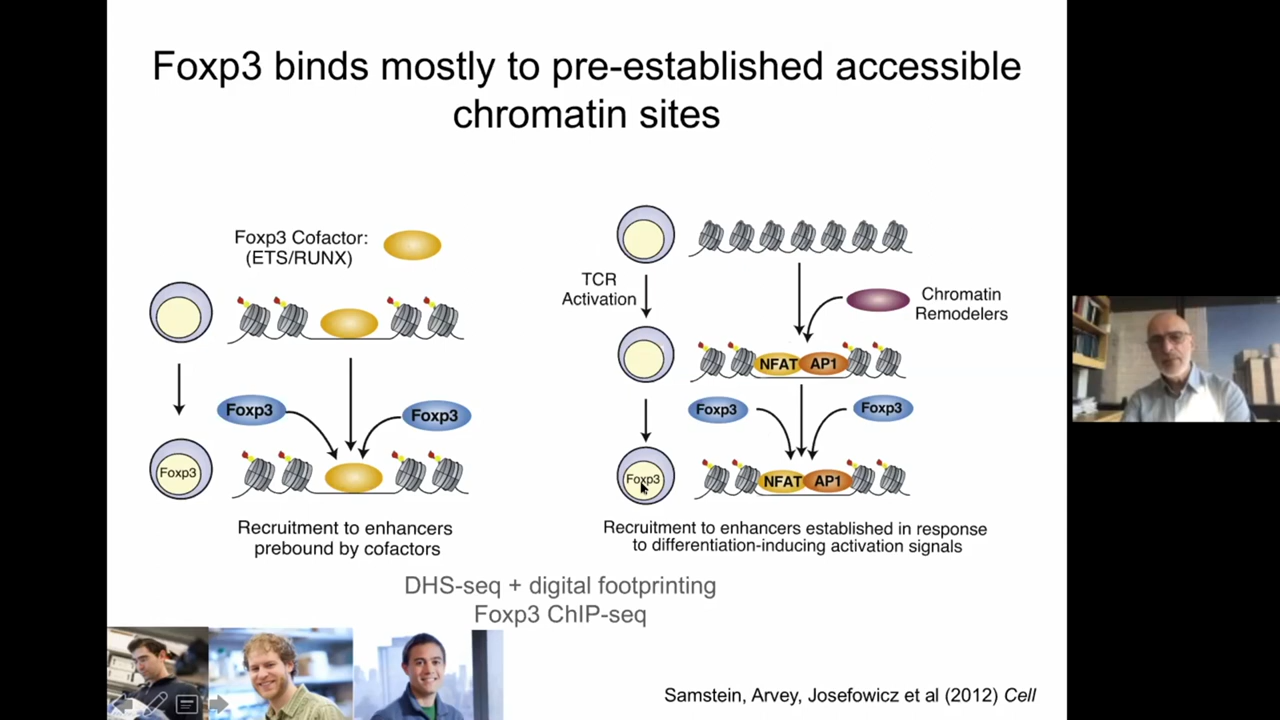 Foxp3 binds mostly to pre-established accessible
chromatin sites
Foxp3 Cofactor:
(ETS/RUNX)
Foxp3
Foxp3
Foxp3
Recruitment to enhancers
prebound by cofactors
TCR
Activation
Chromatin
Remodelers
NFAT AP1
Foxp3
Foxp3
Foxp3
NFAT AP1
Recruitment to enhancers established in response
to differentiation-inducing activation signals
DHS-seq + digital footprinting
Foxp3 ChIP-seq
Samstein, Arvey, Josefowicz et al (2012) Cell